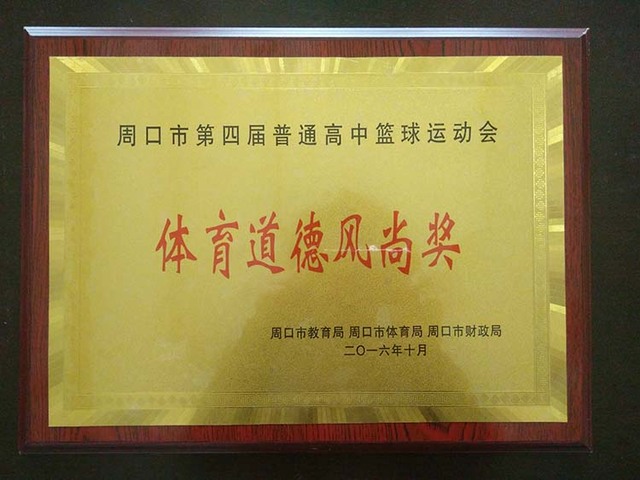 周口市第四届普通高中篮球运动会
体育道德风尚奖
周口市教育局 周口市体育局 周口市财政局
二〇一六年十月